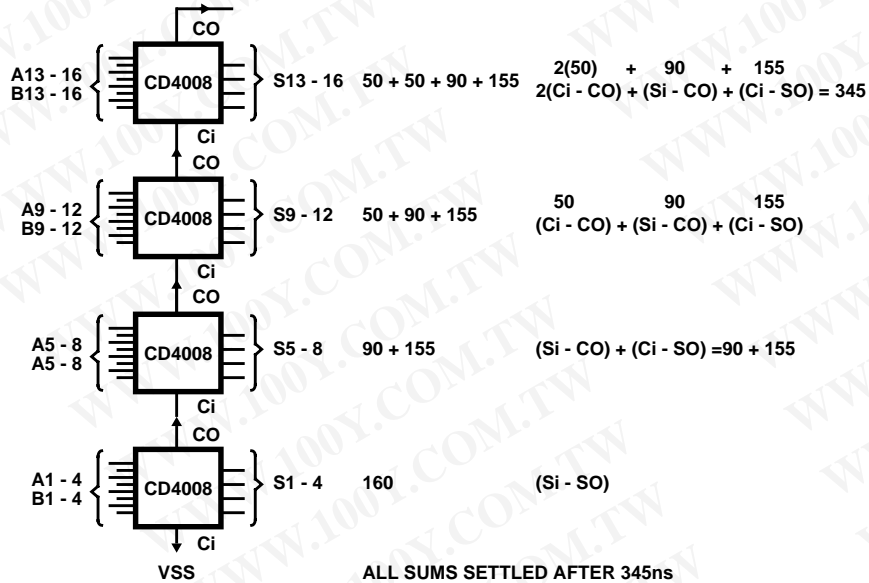 CO
A13 - 16
B13 - 16
CD4008
S13 - 16
50 + 50 + 90 + 155
2(50) + 90 + 155
2(Ci - CO) + (Si - CO) + (Ci - SO) = 345
Ci
CO
A9 - 12
B9 - 12
CD4008
S9 - 12
50 + 90 + 155
50 90 155
(Ci - CO) + (Si - CO) + (Ci - SO)
Ci
CO
A5 - 8
A5 - 8
CD4008
S5 - 8
90 + 155
(Si - CO) + (Ci - SO) =90 + 155
Ci
CO
A1 - 4
B1 - 4
CD4008
S1 - 4
160
(Si - SO)
Ci
VSS
ALL SUMS SETTLED AFTER 345ns
WWW.100Y.COM.TW